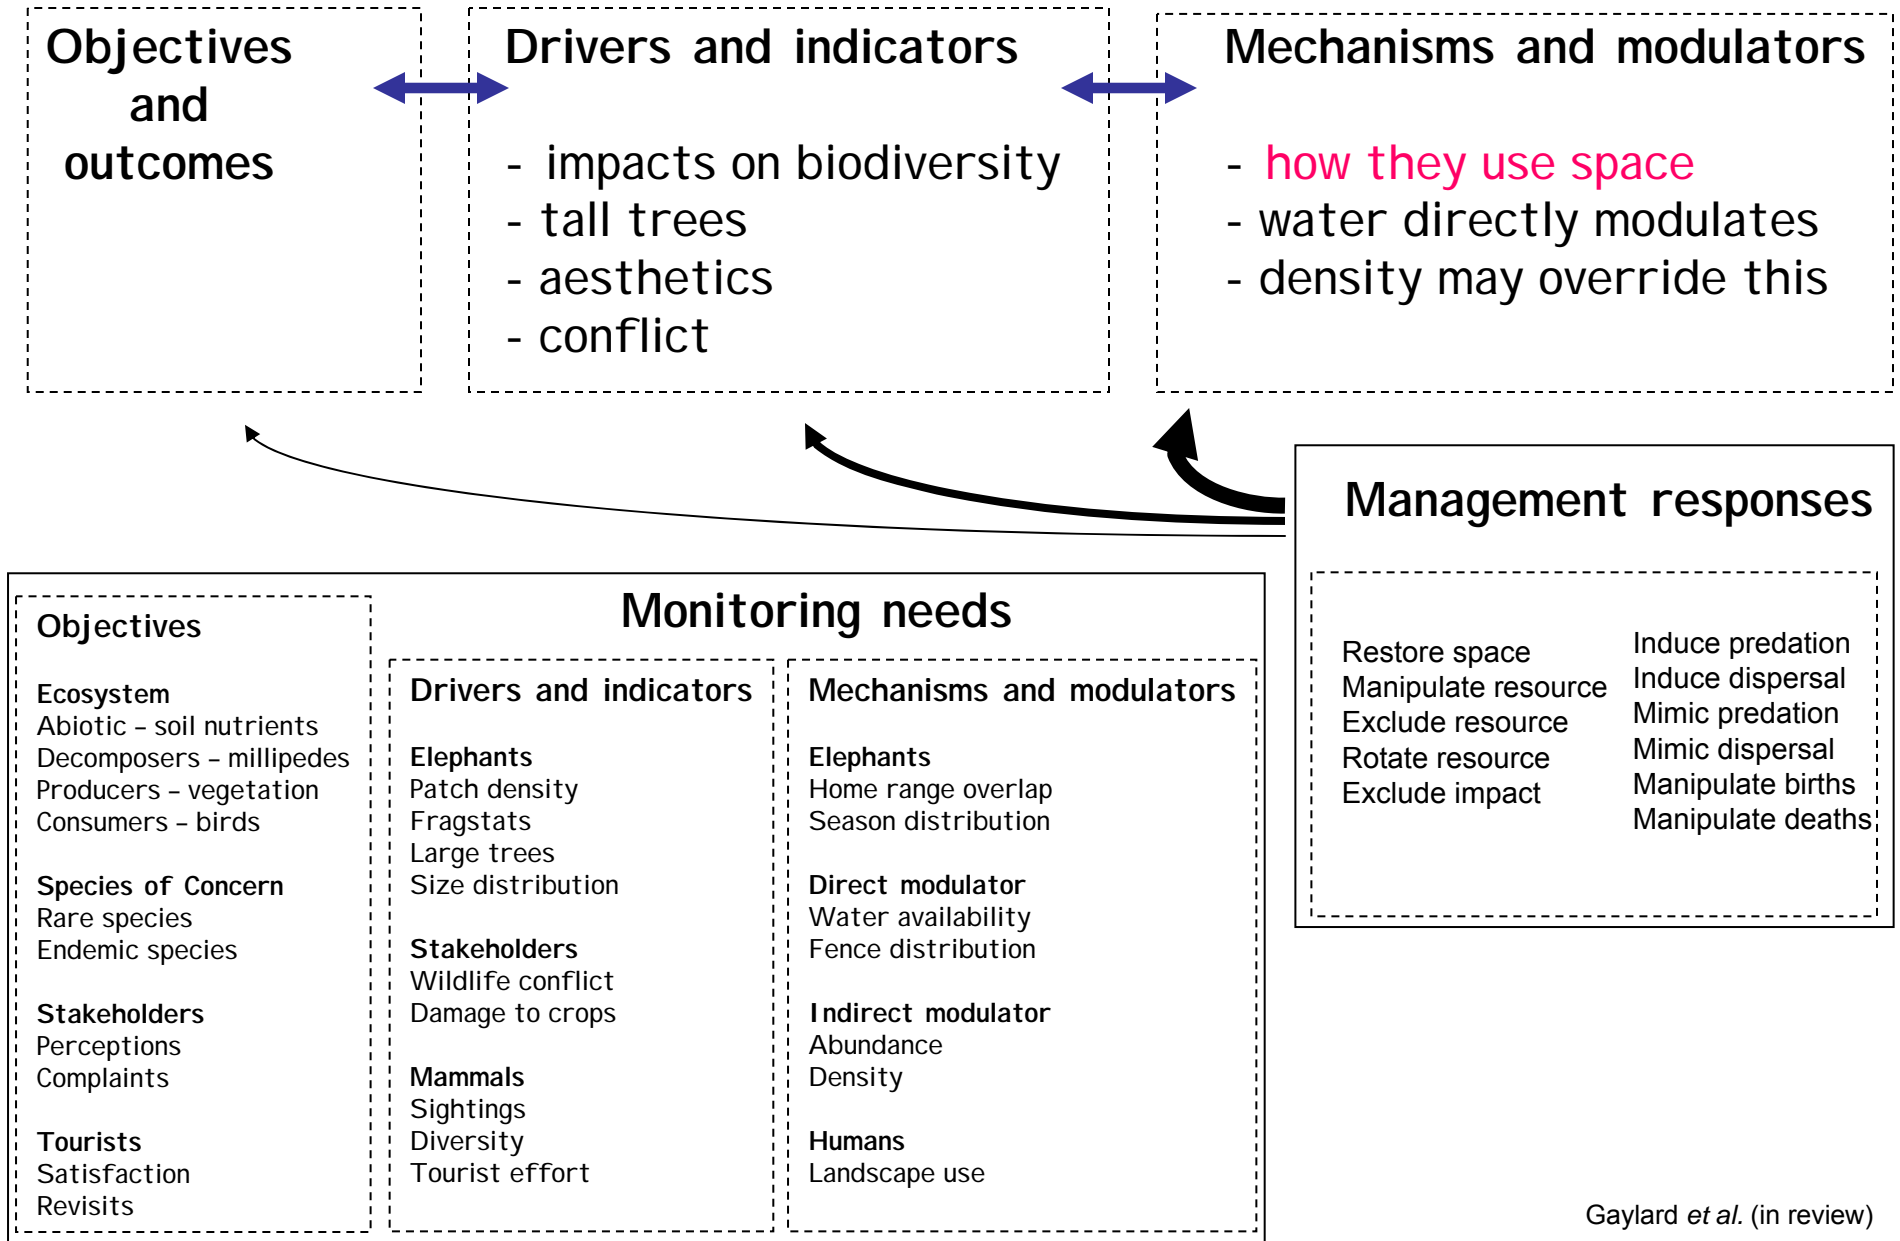 Objectives
and
outcomes
Drivers and indicators
- impacts on biodiversity
- tall trees
- aesthetics
- conflict
Mechanisms and modulators
- how they use space
- water directly modulates
- density may override this
Management responses
Restore space
Manipulate resource
Exclude resource
Rotate resource
Exclude impact
Induce predation
Induce dispersal
Mimic predation
Mimic dispersal
Manipulate births
Manipulate deaths
Monitoring needs
Objectives
Ecosystem
Abiotic – soil nutrients
Decomposers – millipedes
Producers – vegetation
Consumers – birds
Species of Concern
Rare species
Endemic species
Stakeholders
Perceptions
Complaints
Tourists
Satisfaction
Revisits
Drivers and indicators
Elephants
Patch density
Fragstats
Large trees
Size distribution
Stakeholders
Wildlife conflict
Damage to crops
Mammals
Sightings
Diversity
Tourist effort
Mechanisms and modulators
Elephants
Home range overlap
Season distribution
Direct modulator
Water availability
Fence distribution
Indirect modulator
Abundance
Density
Humans
Landscape use
Gaylard et al. (in review)